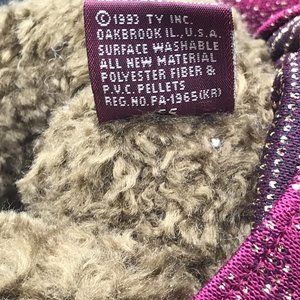 ©1993 TY INC.
OAKBROOK IL., U.S.A.
SURFACE WASHABLE
ALL NEW MATERIAL
POLYESTER FIBER &
P.V.C. PELLETS
REG. NO. PA-1965(KR)